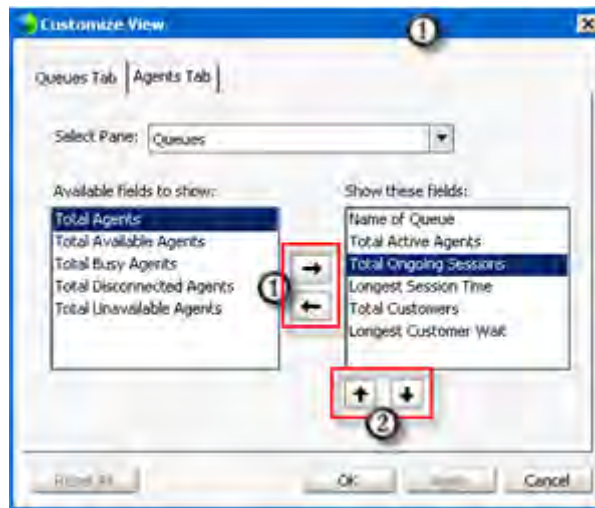 Customize View
1
Queues Tab Agents Tab
Select Pane: Queues
Available fields to show: Show these fields:
Total Agents Name of Queue
Total Available Agents Total Active Agents
Total Busy Agents Total Ongoing Sessions
Total Disconnected Agents Longest Session Time
1
Total Unavailable Agents Total Customers
Longest Customer Wait
2
Reset All OK Apply Cancel